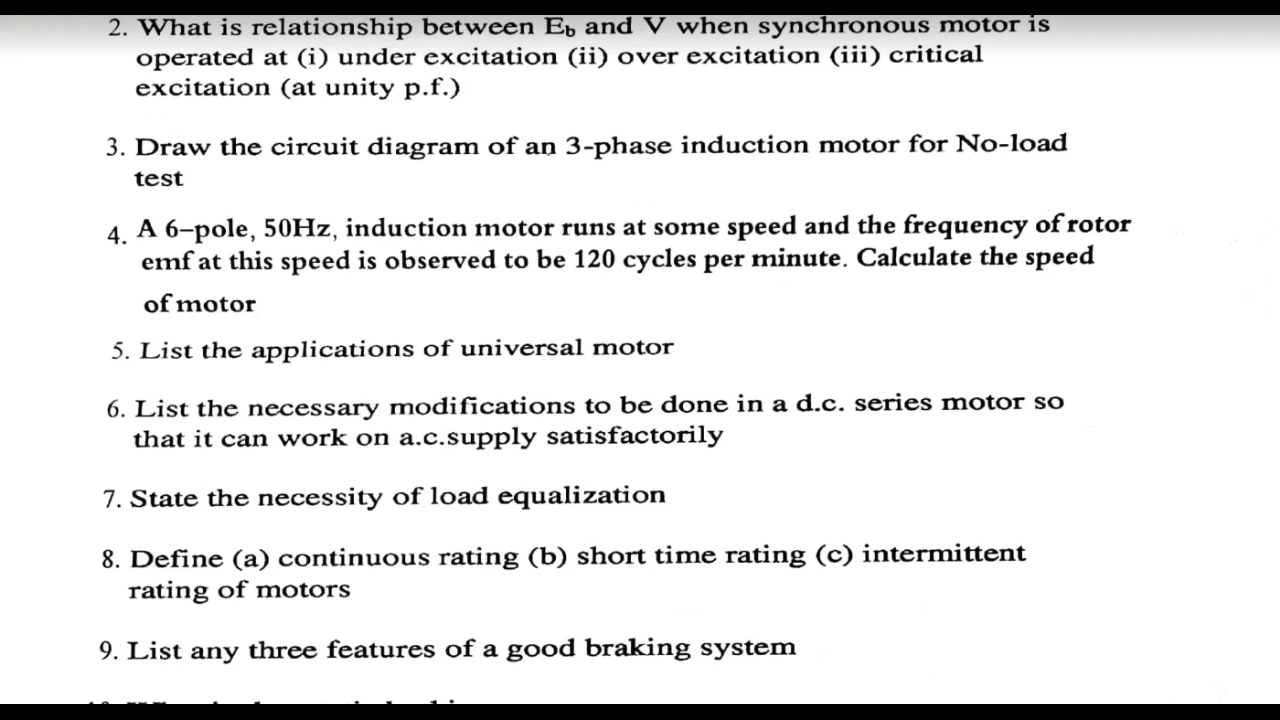 2. What is relationship between Eb and V when synchronous motor is
operated at (i) under excitation (ii) over excitation (iii) critical
excitation (at unity p.f.)
3. Draw the circuit diagram of an 3-phase induction motor for No-load
test
4. A 6-pole, 50Hz, induction motor runs at some speed and the frequency of rotor
emf at this speed is observed to be 120 cycles per minute. Calculate the speed
of motor
5. List the applications of universal motor
6. List the necessary modifications to be done in a d.c. series motor so
that it can work on a.c.supply satisfactorily
7. State the necessity of load equalization
8. Define (a) continuous rating (b) short time rating (c) intermittent
rating of motors
9. List any three features of a good braking system